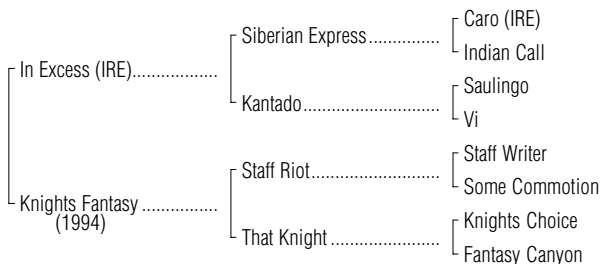 Caro (IRE)
Siberian Express..............
Indian Call
In Excess (IRE).................
Saulingo
Kantado...........................
Vi
Staff Writer
Staff Riot..........................
Some Commotion
Knights Fantasy ...............
(1994)
Knights Choice
That Knight ......................
Fantasy Canyon